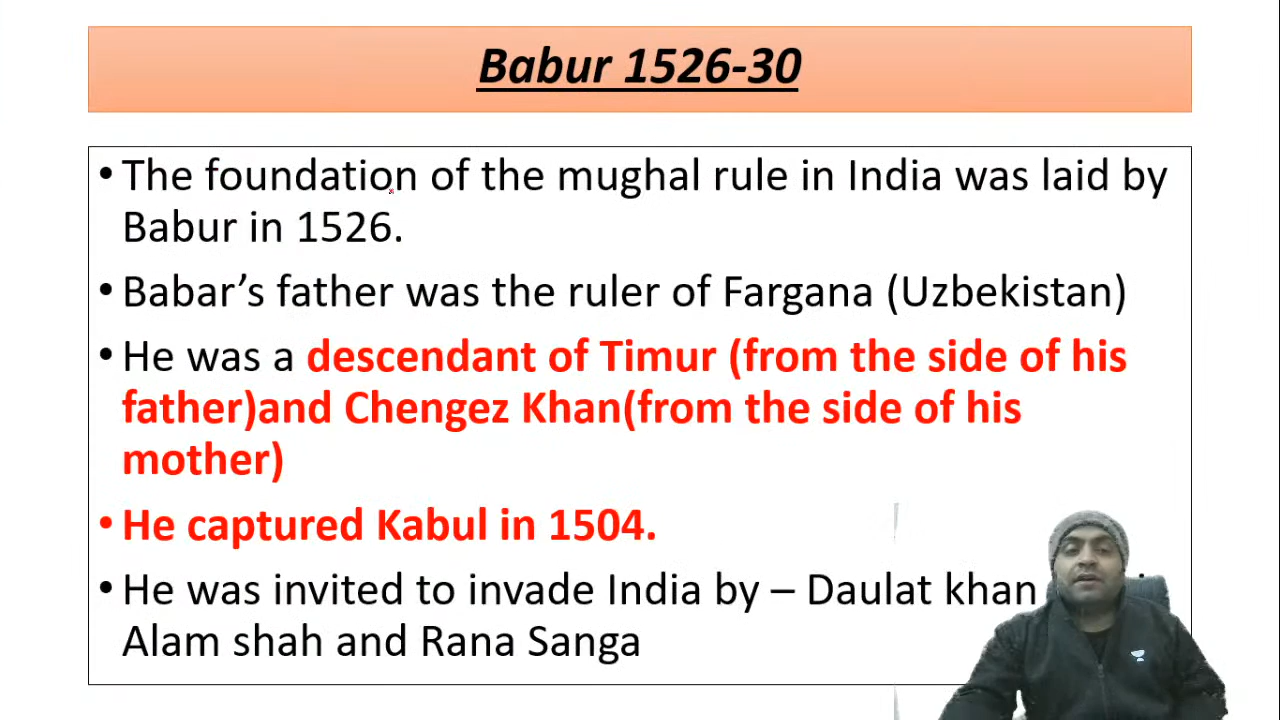 Babur 1526-30
• The foundation of the mughal rule in India was laid by
Babur in 1526.
• Babar’s father was the ruler of Fargana (Uzbekistan)
• He was a descendant of Timur (from the side of his
father)and Chengez Khan(from the side of his
mother)
• He captured Kabul in 1504.
• He was invited to invade India by – Daulat khan
Alam shah and Rana Sanga